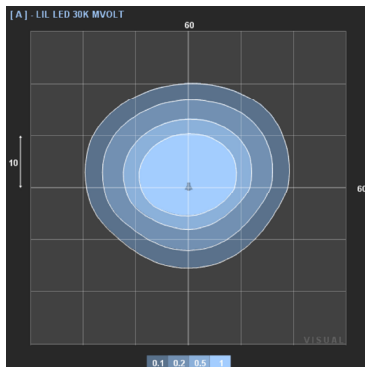 [ A ] - LIL LED 30K MVOLT
60
10
60
A
VISUAL
0.1 0.2 0.5 1